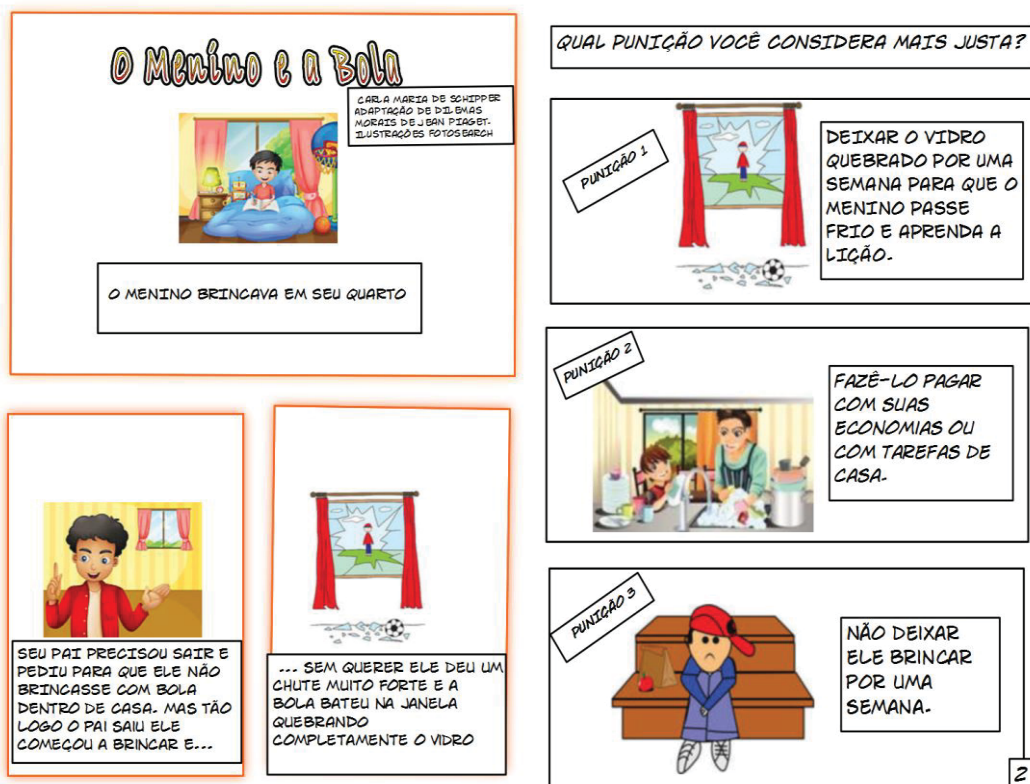 O Menino e a Bola
CARLA MARIA DE SCHIPPER
ADAPTAÇÃO DE DILEMAS
MORAIS DE JEAN PIAGET-
ILUSTRAÇÕES FOTOSEARCH
O MENINO BRINCAVA EM SEU QUARTO
SEU PAI PRECISOU SAIR E
PEDIU PARA QUE ELE NÃO
BRINCASSE COM BOLA
DENTRO DE CASA. MAS TÃO
LOGO O PAI SAIU ELE
COMEÇOU A BRINCAR E...
... SEM QUERER ELE DEU UM
CHUTE MUITO FORTE E A
BOLA BATEU NA JANELA
QUEBRANDO
COMPLETAMENTE O VIDRO
QUAL PUNIÇÃO VOCÊ CONSIDERA MAIS JUSTA?
PUNIÇÃO 1
DEIXAR O VIDRO
QUEBRADO POR UMA
SEMANA PARA QUE O
MENINO PASSE
FRIO E APRENDA A
LIÇÃO.
PUNIÇÃO 2
FAZÊ-LO PAGAR
COM SUAS
ECONOMIAS OU
COM TAREFAS DE
CASA.
PUNIÇÃO 3
NÃO DEIXAR
ELE BRINCAR
POR UMA
SEMANA.
2